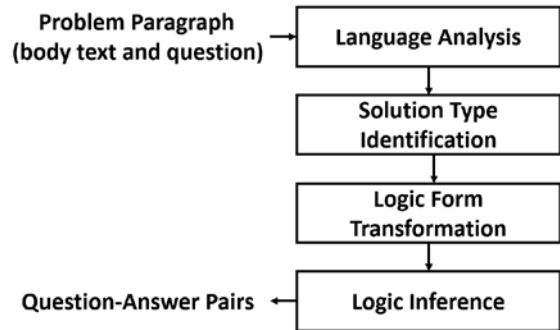 Problem Paragraph
(body text and question)
Language Analysis
Solution Type
Identification
Logic Form
Transformation
Question-Answer Pairs
Logic Inference